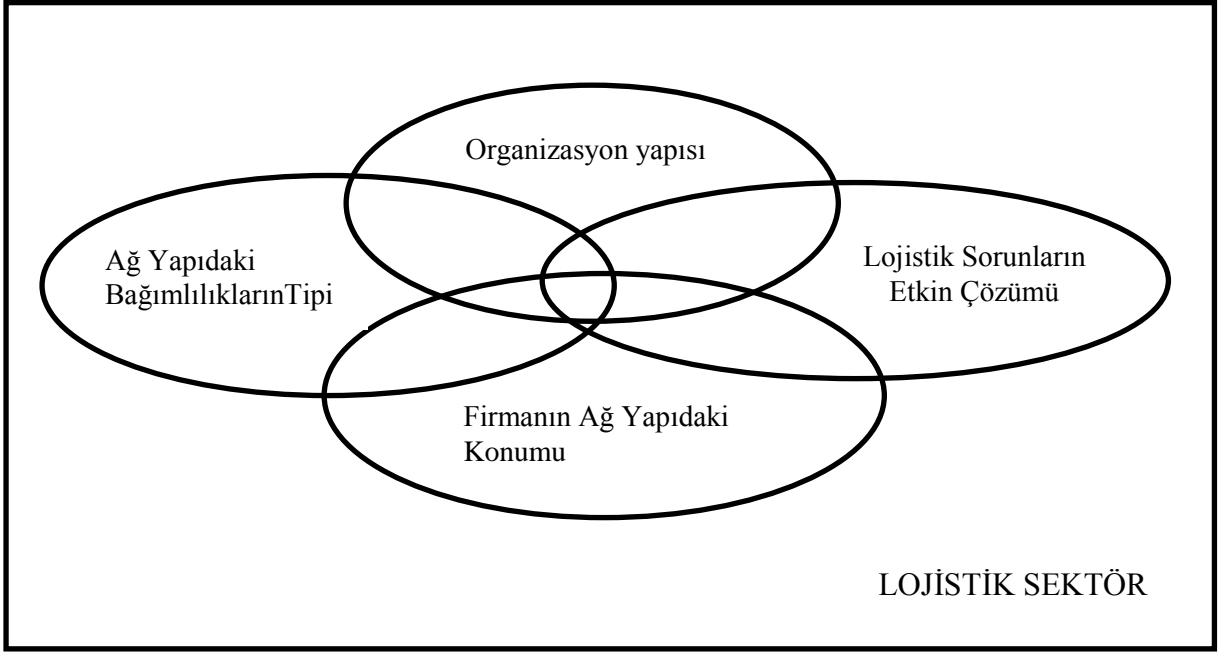 Organizasyon yapısı
Ağ Yapıdaki
BağımlılıklarınTipi
Lojistik Sorunların
Etkin Çözümü
Firmanın Ağ Yapıdaki
Konumu
LOJİSTİK SEKTÖR